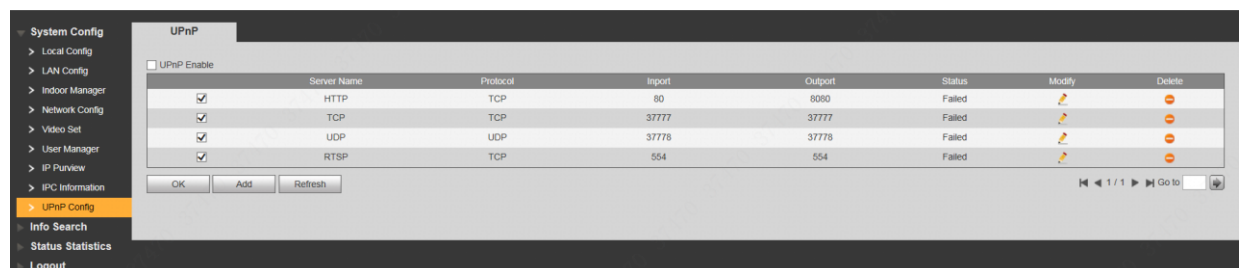 System Config
Local Config
LAN Config
Indoor Manager
Network Config
Video Set
User Manager
IP Purview
IPC Information
UPnP Config
Info Search
Status Statistics
Logout
UPnP
UPnP Enable
Server Name Protocol Inport Outport Status Modify Delete
HTTP TCP 80 8080 Failed
TCP TCP 37777 37777 Failed
UDP UDP 37778 37778 Failed
RTSP TCP 554 554 Failed
OK Add Refresh 1 / 1 Go to